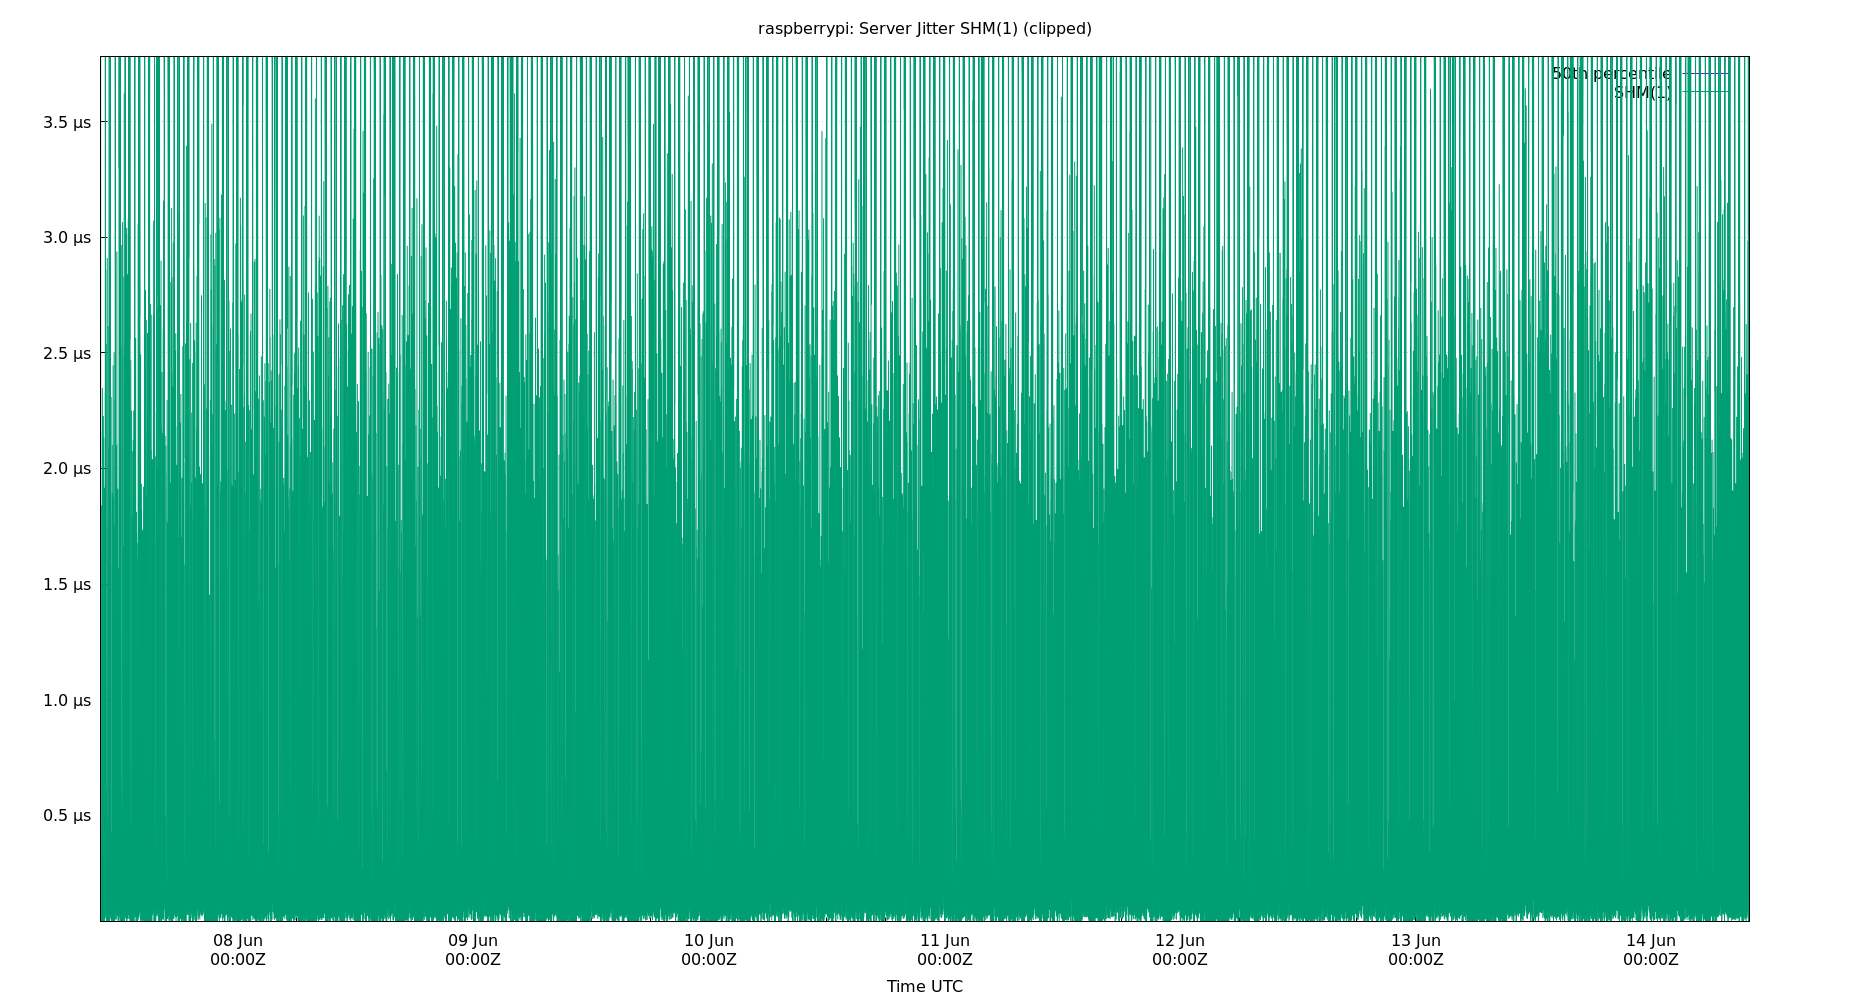 raspberrypi: Server Jitter SHM(1) (clipped)
50th percentile
SHM(1)
3.5 µs
3.0 µs
2.5 µs
2.0 µs
1.5 µs
1.0 µs
0.5 µs
08 Jun 09 Jun 10 Jun 11 Jun 12 Jun 13 Jun 14 Jun
00:00Z 00:00Z 00:00Z 00:00Z 00:00Z 00:00Z 00:00Z
Time UTC